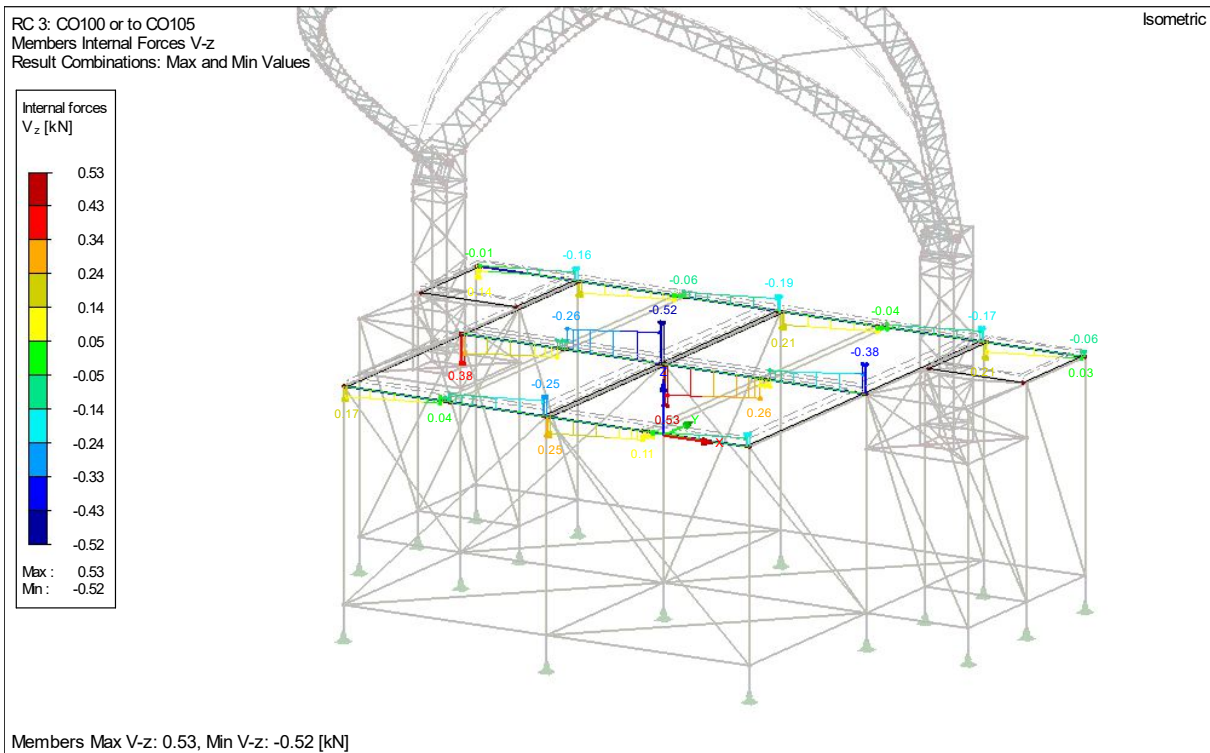 RC 3: CO100 or to CO105
Isometric
Members Internal Forces V-z
Result Combinations: Max and Min Values
Internal forces
V z [kN]
0.53
0.43
0.34
0.24
0.14
0.05
-0.05
-0.14
-0.24
-0.33
-0.43
-0.52
Max : 0.53
Min : -0.52
-0.01
-0.16
-0.06
-0.19
-0.04
-0.17
-0.06
-0.26
-0.52
0.21
-0.38
0.03
0.38
-0.25
0.53
0.26
0.17
0.04
0.25
0.11
Z
Y
X
Members Max V-z: 0.53, Min V-z: -0.52 [kN]